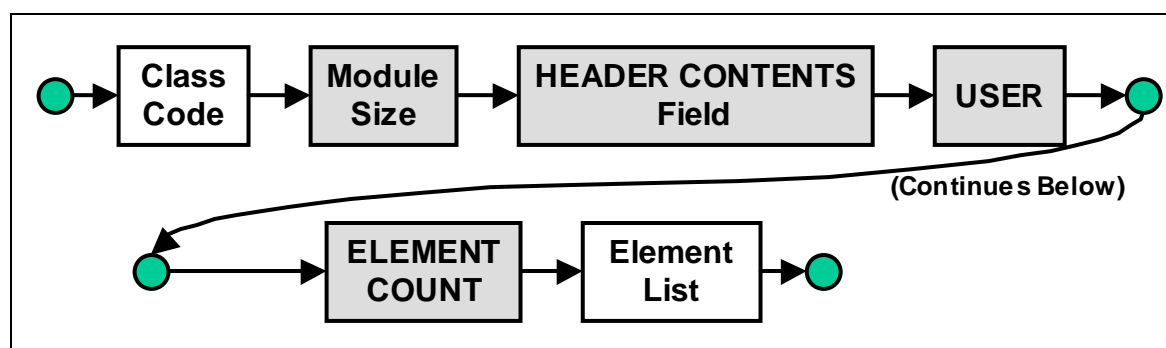 Class
Code
Module
Size
HEADER CONTENTS
Field
USER
(Continues Below)
ELEMENT
COUNT
Element
List